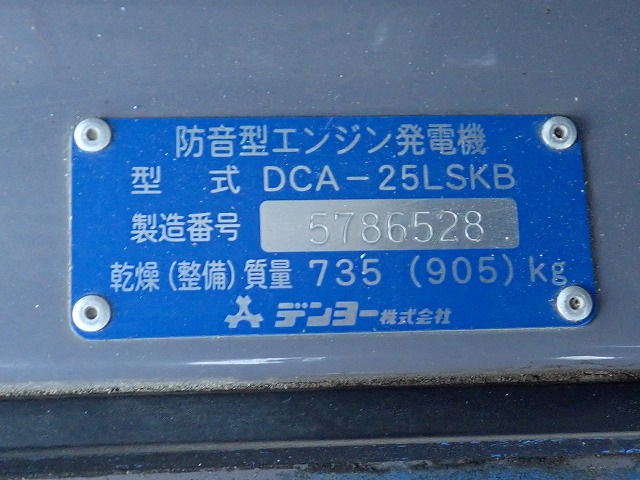 防音型エンジン発電機
型式 DCA-25LSKB
製造番号 5786528
乾燥(整備)質量 735 (905) kg
デンヨー株式会社